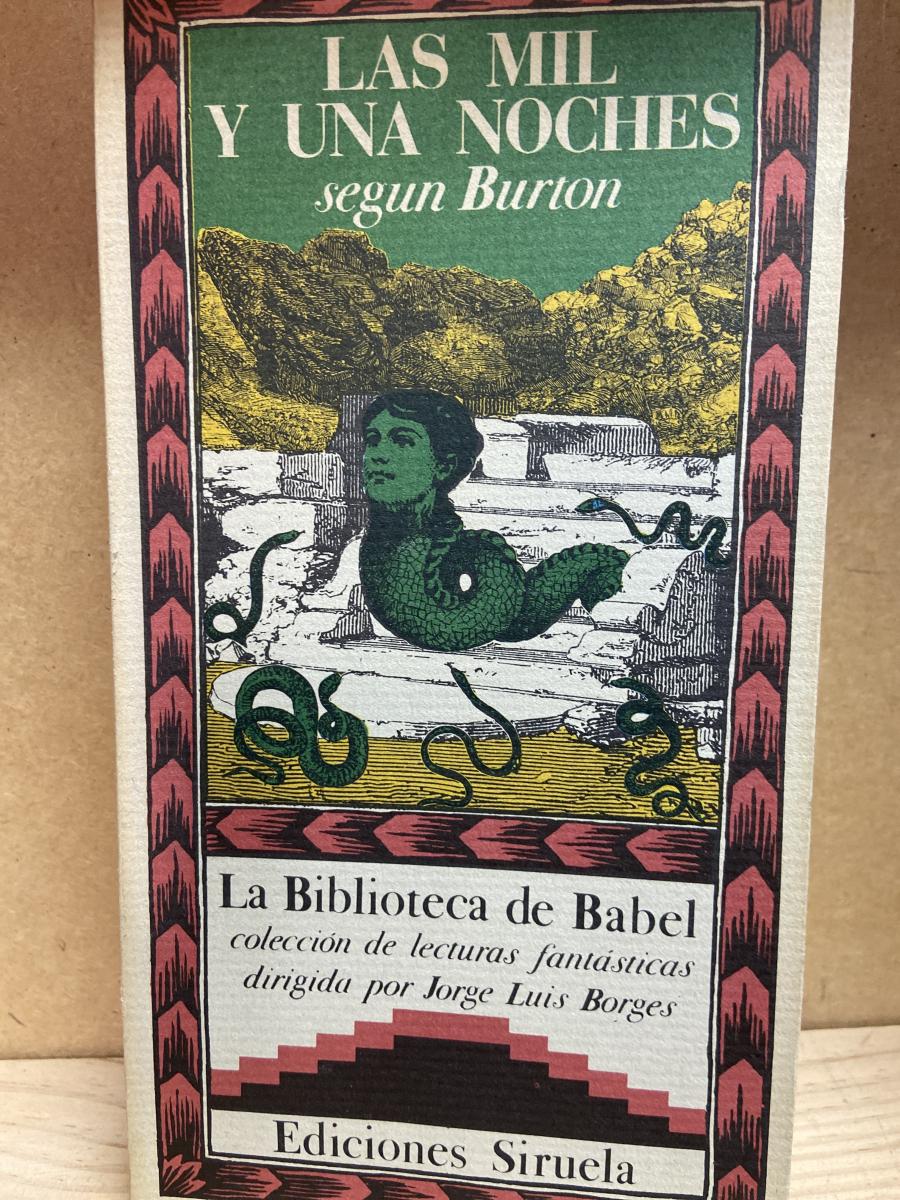 LAS MIL
Y UNA NOCHES
segun Burton
La Biblioteca de Babel
colección de lecturas fantásticas
dirigida por Jorge Luis Borges
Ediciones Siruela